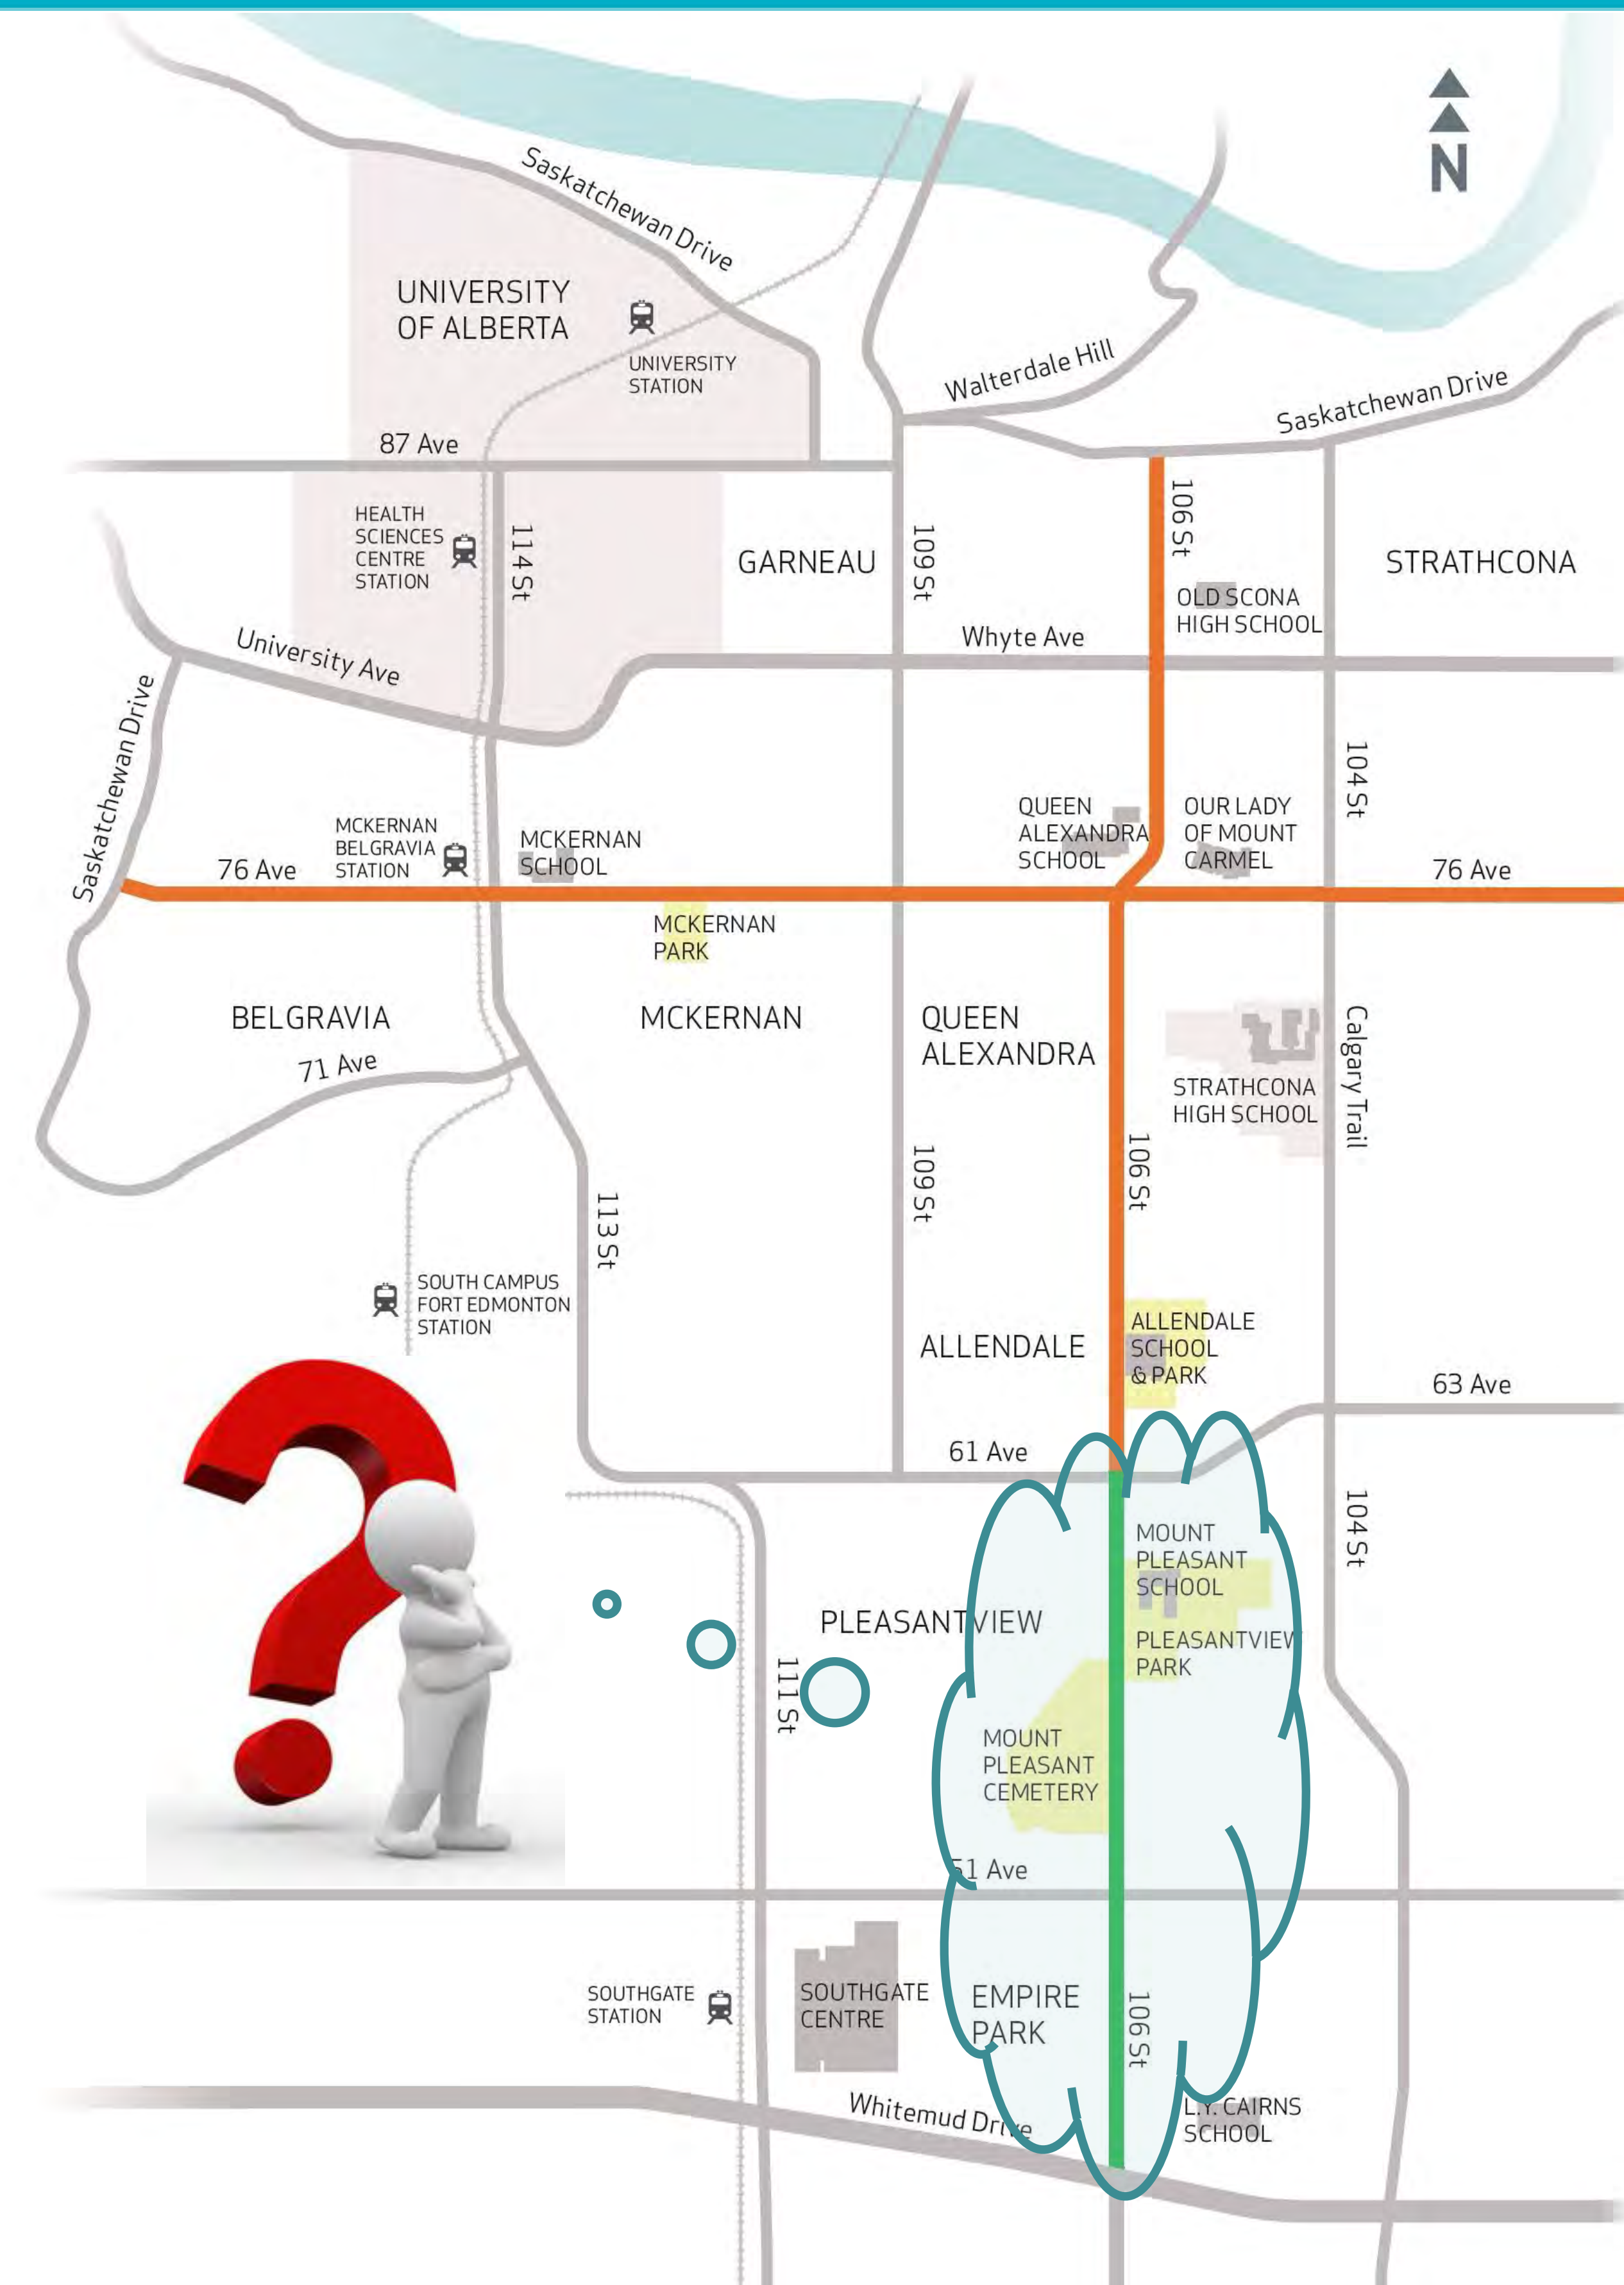 N
Saskatchewan Drive
UNIVERSITY
OF ALBERTA
UNIVERSITY
STATION
Walterdale Hill
Saskatchewan Drive
87 Ave
HEALTH
SCIENCES
CENTRE
STATION
114 St
GARNEAU
109 St
106 St
OLD SCONA
HIGH SCHOOL
STRATHCONA
Whyte Ave
University Ave
Saskatchewan Drive
104 St
MCKERNAN
BELGRAVIA
STATION
MCKERNAN
SCHOOL
QUEEN
ALEXANDRA
SCHOOL
OUR LADY
OF MOUNT
CARMEL
76 Ave
76 Ave
MCKERNAN
PARK
BELGRAVIA
MCKERNAN
QUEEN
ALEXANDRA
71 Ave
Calgary Trail
STRATHCONA
HIGH SCHOOL
113 St
109 St
106 St
SOUTH CAMPUS
FORT EDMONTON
STATION
ALLENDALE
ALLENDALE
SCHOOL
& PARK
63 Ave
61 Ave
104 St
MOUNT
PLEASANT
SCHOOL
PLEASANTVIEW
PLEASANTVIEW
PARK
111 St
MOUNT
PLEASANT
CEMETERY
51 Ave
SOUTHGATE
STATION
SOUTHGATE
CENTRE
EMPIRE
PARK
106 St
Whitemud Drive
L.Y. CAIRNS
SCHOOL
?